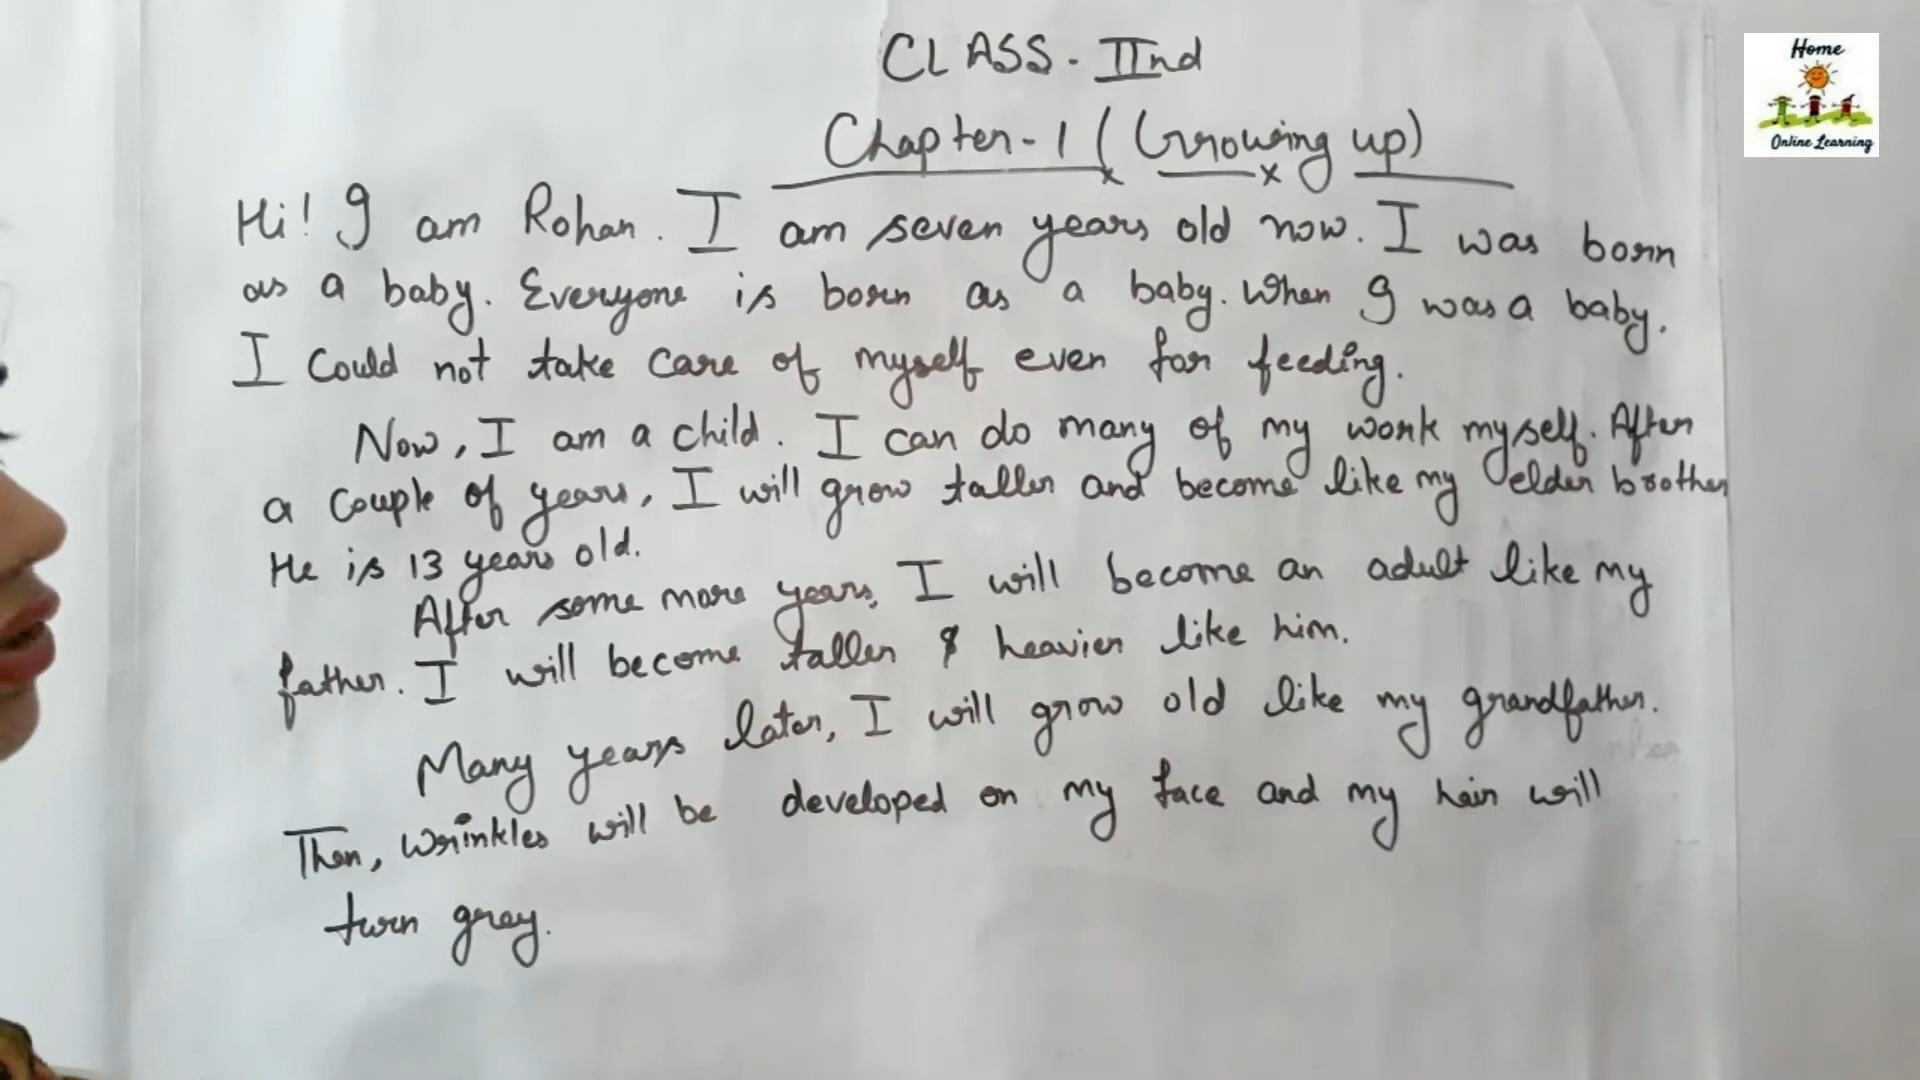 CLASS - IInd
Home
Online Learning
Chapter-1 (Growing up)
Hi! I am Rohan. I am seven years old now. I was born
as a baby. Everyone is born as a baby. When I was a baby.
I Could not take care of myself even for feeding.
Now, I am a child. I can do many of my work myself. After
a couple of years, I will grow taller and become like my elder brother
He is 13 years old.
After some more years, I will become an adult like my
father. I will become taller & heavier like him.
Many years later, I will grow old like my grandfather.
Then, wrinkles will be developed on my face and my hair will
turn grey.